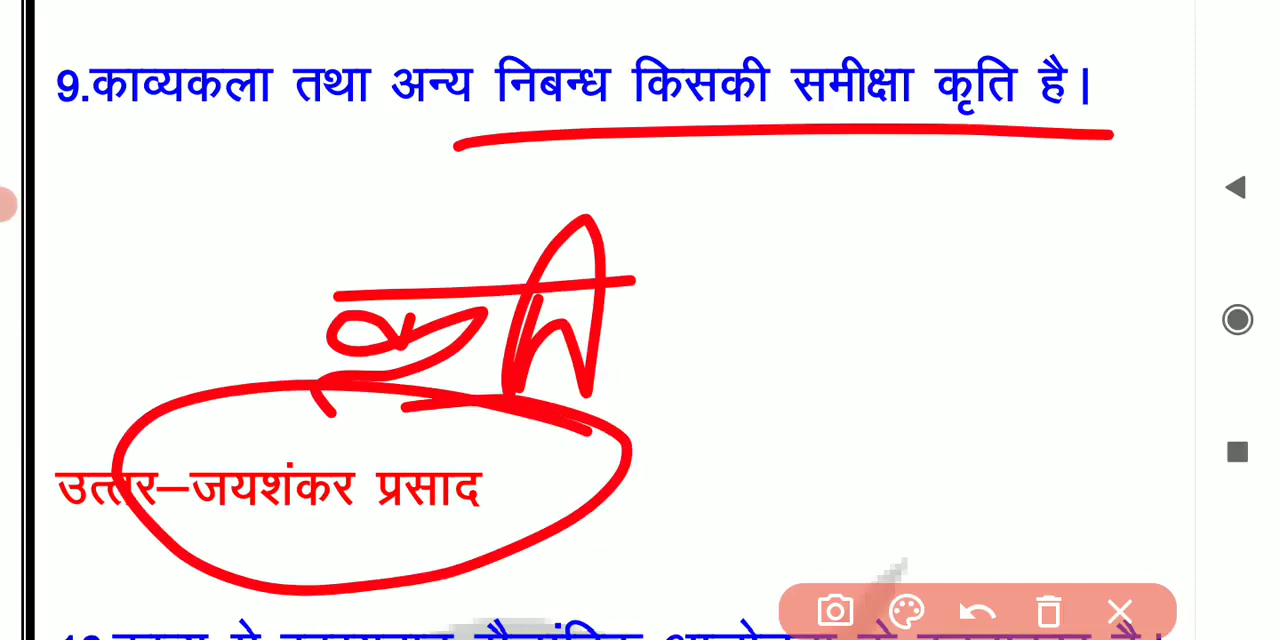 9.काव्यकला तथा अन्य निबन्ध किसकी समीक्षा कृति है।
कृति
उत्तर–जयशंकर प्रसाद